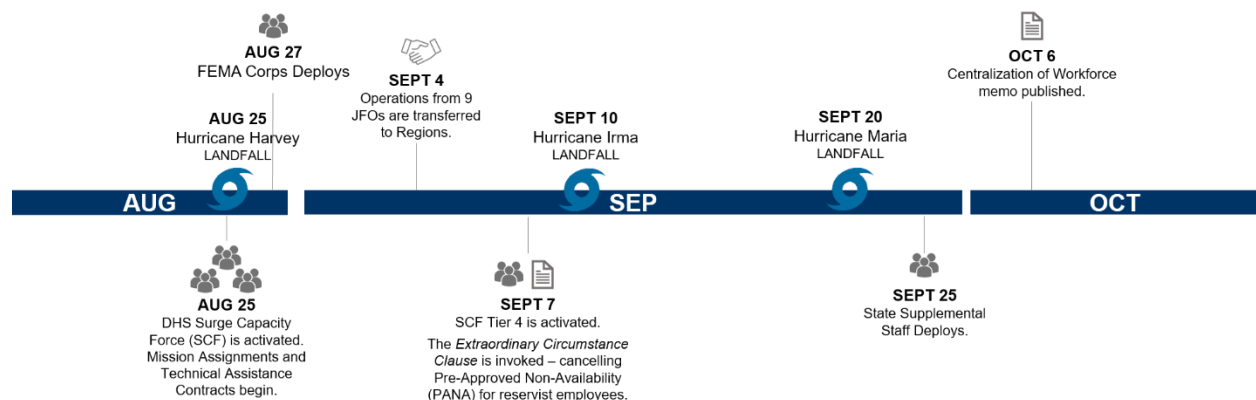 AUG 27
FEMA Corps Deploys
AUG 25
Hurricane Harvey
LANDFALL
SEPT 4
Operations from 9
JFOs are transferred
to Regions.
SEPT 10
Hurricane Irma
LANDFALL
SEPT 20
Hurricane Maria
LANDFALL
OCT 6
Centralization of Workforce
memo published.
AUG
SEP
OCT
AUG 25
DHS Surge Capacity
Force (SCF) is activated.
Mission Assignments and
Technical Assistance
Contracts begin.
SEPT 7
SCF Tier 4 is activated.
The Extraordinary Circumstance
Clause is invoked – cancelling
Pre-Approved Non-Availability
(PANA) for reservist employees.
SEPT 25
State Supplemental
Staff Deploys.